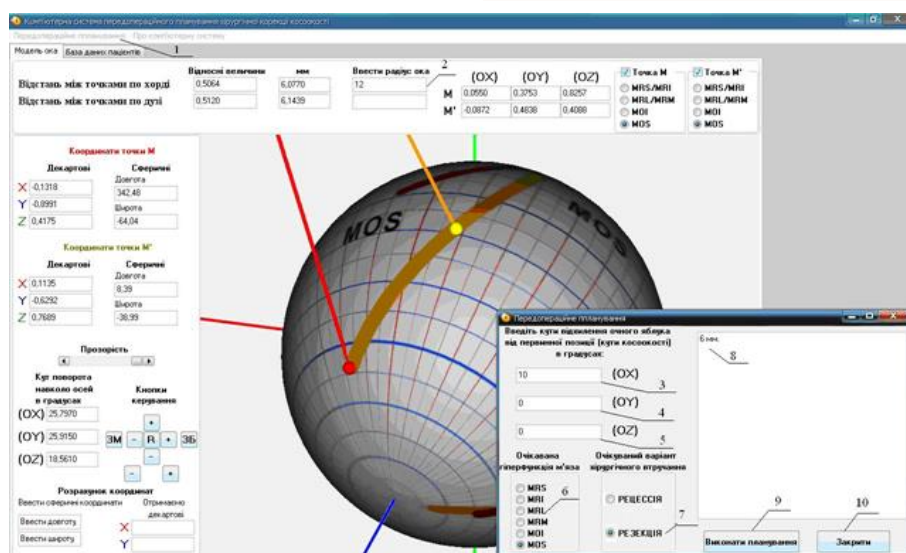 Комп'ютерна система передопераційного планування хірургічної корекції косоокості
Передопераційне планування Про комп'ютерну систему
1
Модель ока База даних пацієнтів
Відносні величини мм Ввести радіус ока 2
Відстань між точками по хорді 0,5064 6,0770 12
Відстань між точками по дузі 0,5120 6,1439
(OX) (OY) (OZ)
M 0,0550 0,3753 0,8257
M' -0,0872 0,4838 0,4088
Точка M Точка M'
MRS/MRI MRS/MRI
MRL/MRM MRL/MRM
MOI MOI
MOS MOS
Координати точки M
Декартові Сферичні
Довгота
X -0,1318 342,48
Y -0,8991 Широта
Z 0,4175 -64,04
Координати точки M'
Декартові Сферичні
Довгота
X 0,1135 8,39
Y -0,6292 Широта
Z 0,7689 -38,99
Прозорість
Кут поворота
навколо осей
в градусах
Кнопки
керування
(OX) 25,7970
(OY) 25,9150
(OZ) 18,5610
+
ЗМ - R + ЗБ
-
- +
Розрахунок координат
Ввести сферичні координати Отримаємо
декартові
Ввести довготу X
Ввести широту Y
MOS
MOS
Передопераційне пллланування
Введіть кути відхилення очного яблука
від первинної позиції (кути косоокості)
в градусах:
10 (OX) 3
0 (OY) 4
0 (OZ) 5
6 мм.
8
Очікавана
гіперфункція м'яза
Очікуваний варіант
хірургічного втручання
MRS
MRI
MRL 6
MRM
MOI
MOS
РЕЦЕССІЯ
РЕЗЕКЦІЯ 7
9 10
Виконати планування Закрити